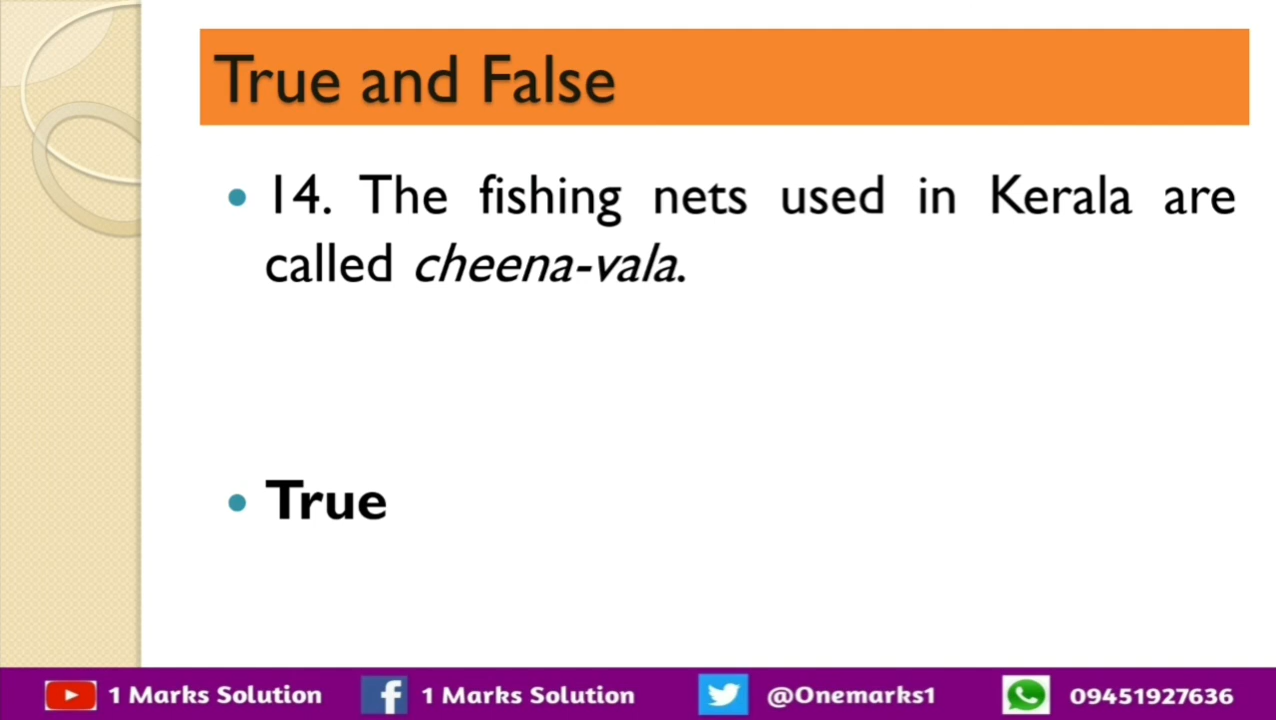 True and False
• 14. The fishing nets used in Kerala are
called cheena-vala.
• True
1 Marks Solution 1 Marks Solution @Onemarks1 09451927636